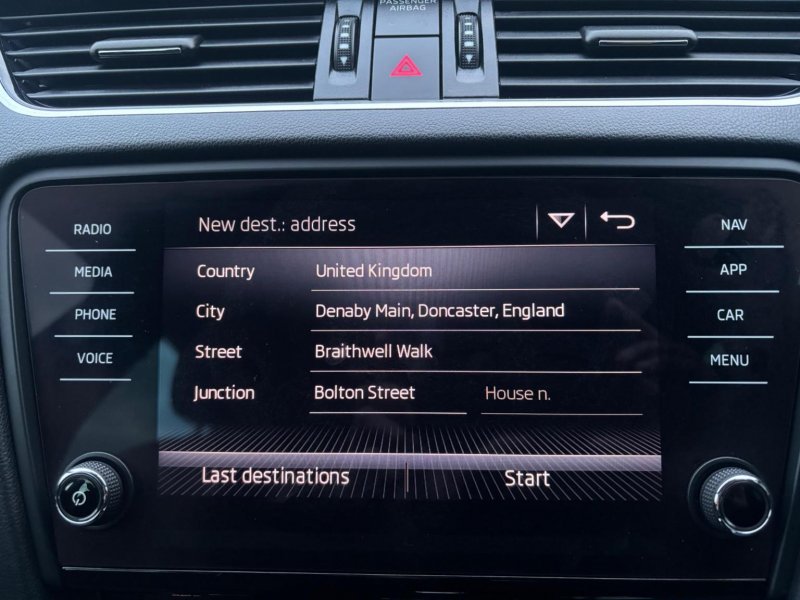 PASSENGER
AIRBAG
New dest.: address
RADIO
MEDIA
PHONE
VOICE
Country United Kingdom
City Denaby Main, Doncaster, England
Street Braithwell Walk
Junction Bolton Street House n.
Last destinations Start
NAV
APP
CAR
MENU